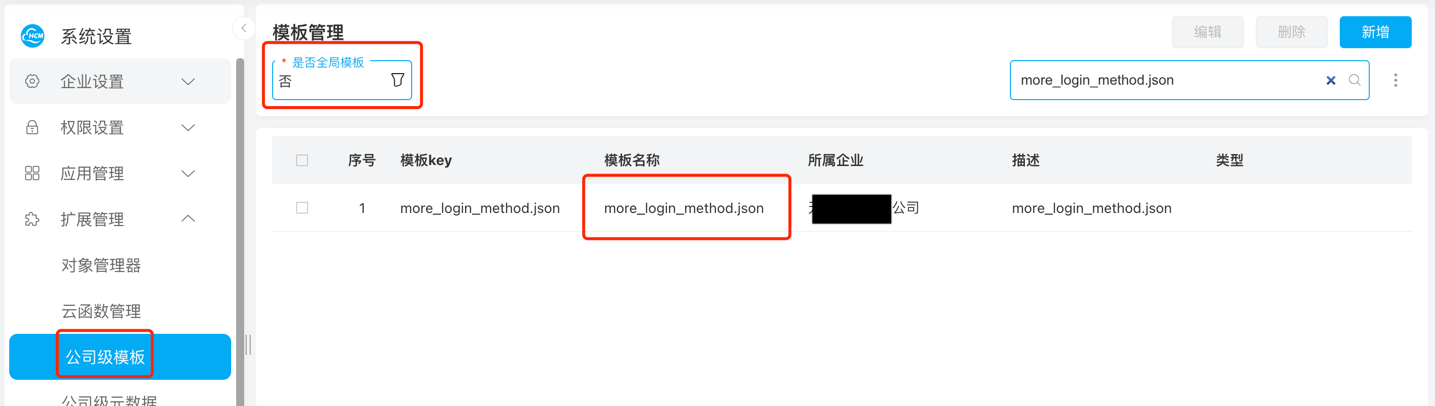 HCM
系统设置
企业设置
权限设置
应用管理
扩展管理
对象管理器
云函数管理
公司级模板
公司级元数据
模板管理
编辑 删除 新增
* 是否全局模板
否
more_login_method.json
序号 模板key 模板名称 所属企业 描述 类型
1 more_login_method.json more_login_method.json 公司 more_login_method.json